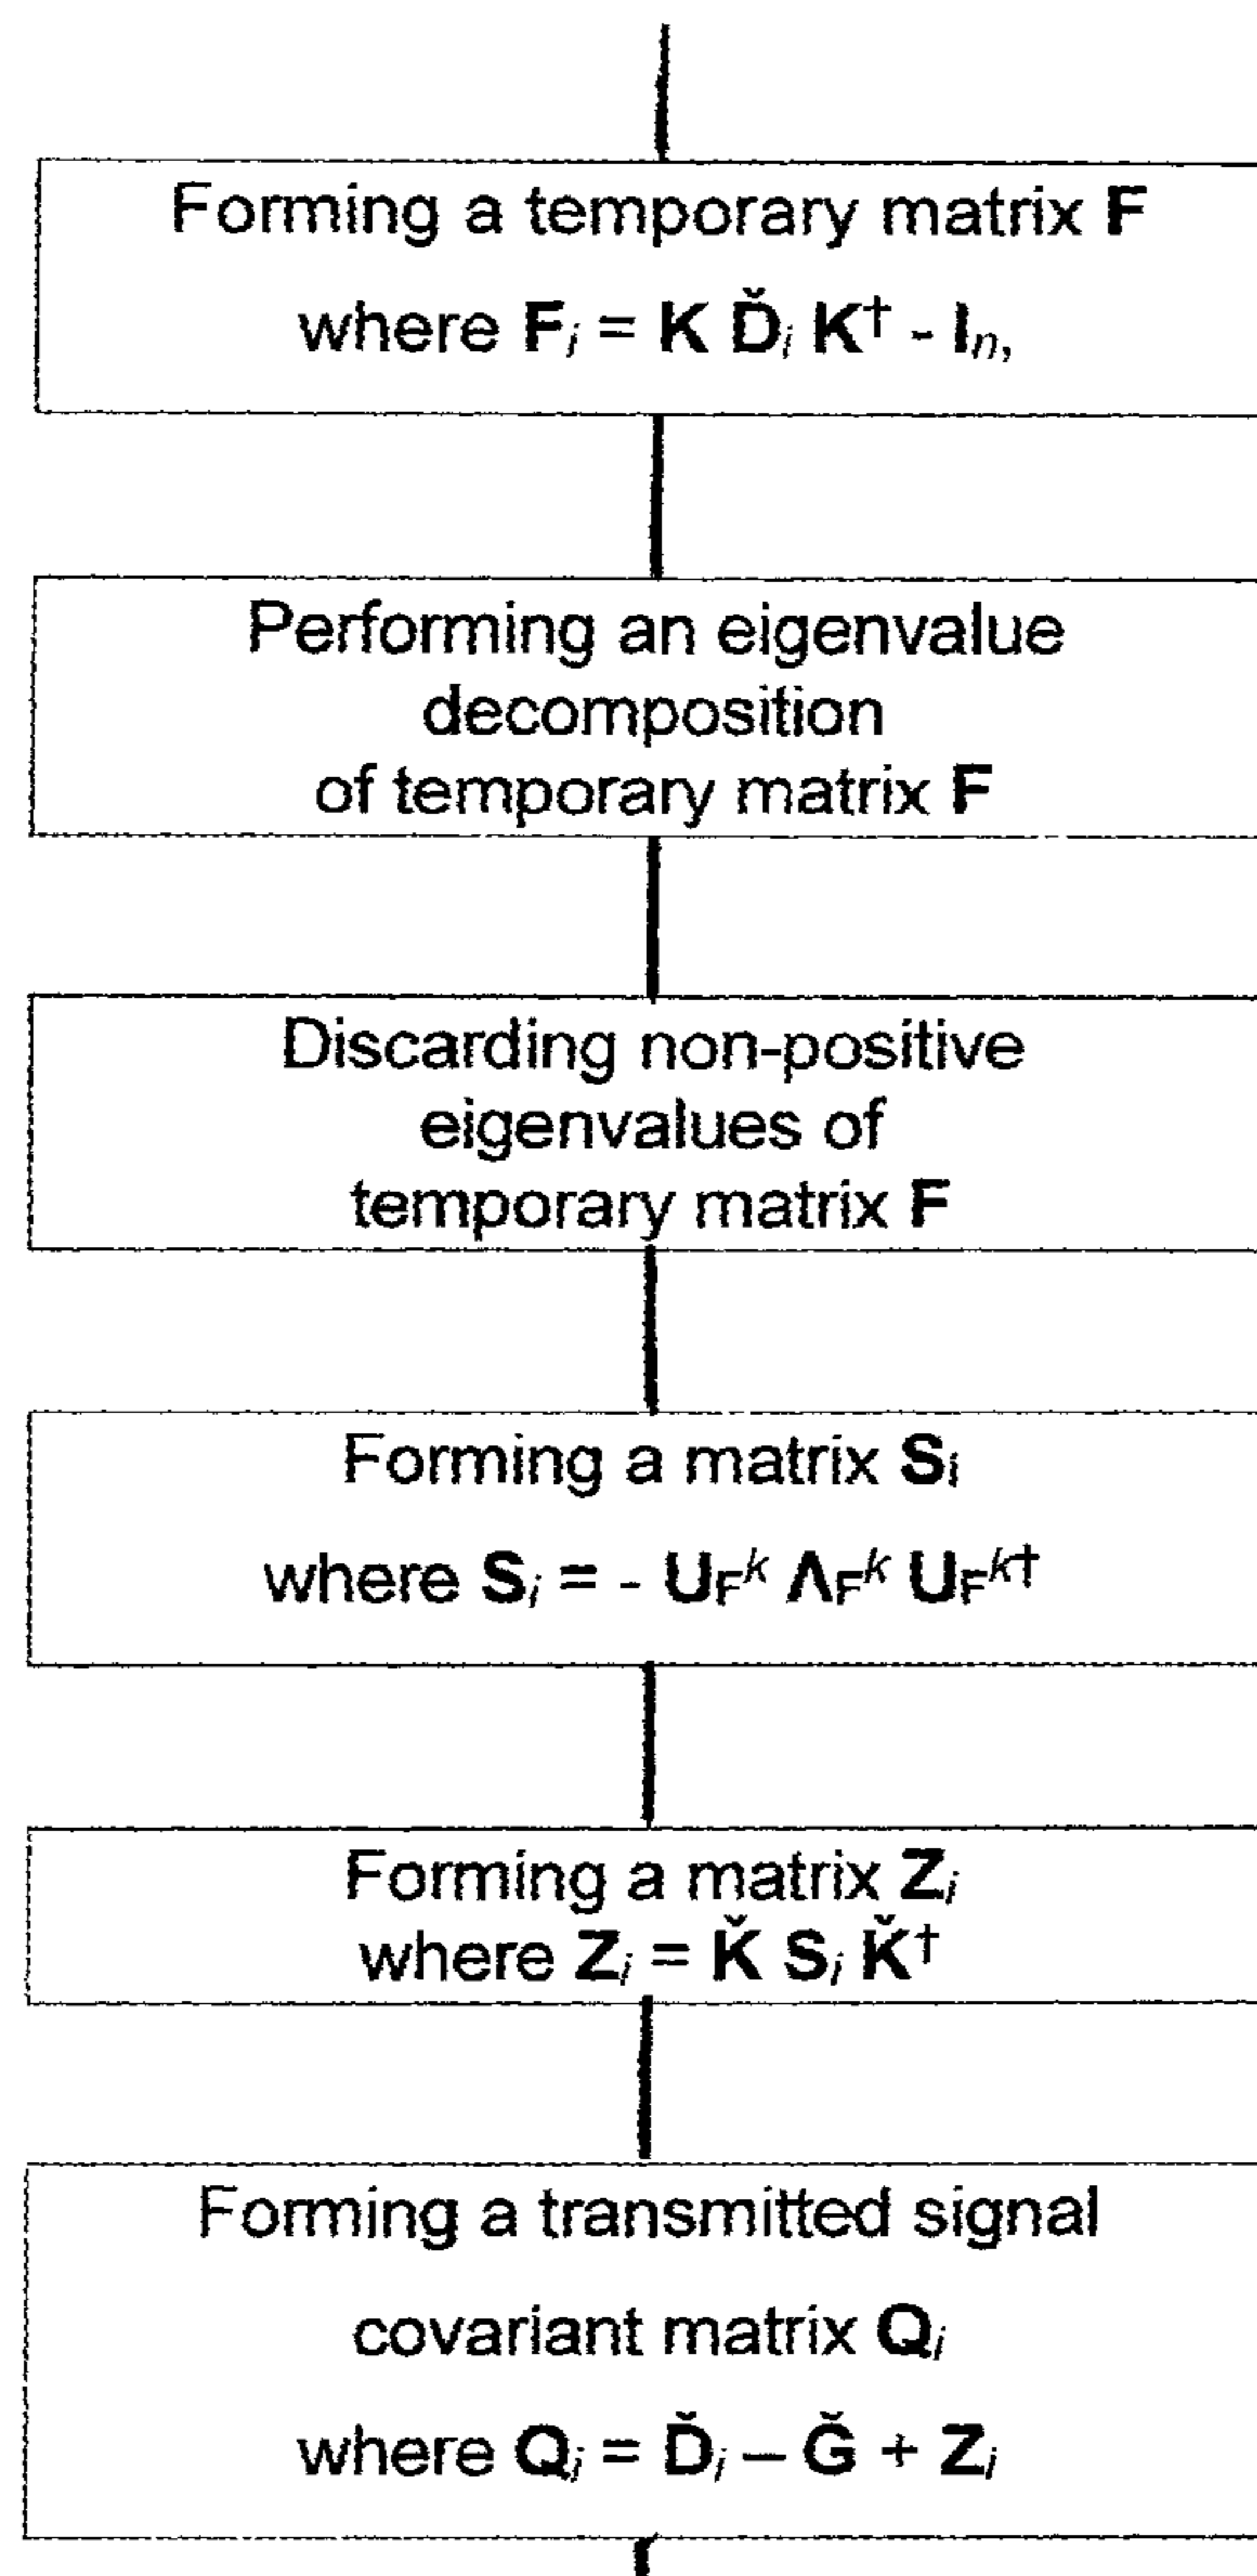 Forming a temporary matrix F
where Fᵢ = K Ďᵢ K† - Iₙ,
Performing an eigenvalue
decomposition
of temporary matrix F
Discarding non-positive
eigenvalues of
temporary matrix F
Forming a matrix Sᵢ
where Sᵢ = - U_F^k Λ_F^k U_F^k†
Forming a matrix Zᵢ
where Zᵢ = Ǩ Sᵢ Ǩ†
Forming a transmitted signal
covariant matrix Qᵢ
where Qᵢ = Ďᵢ – Ǧ + Zᵢ